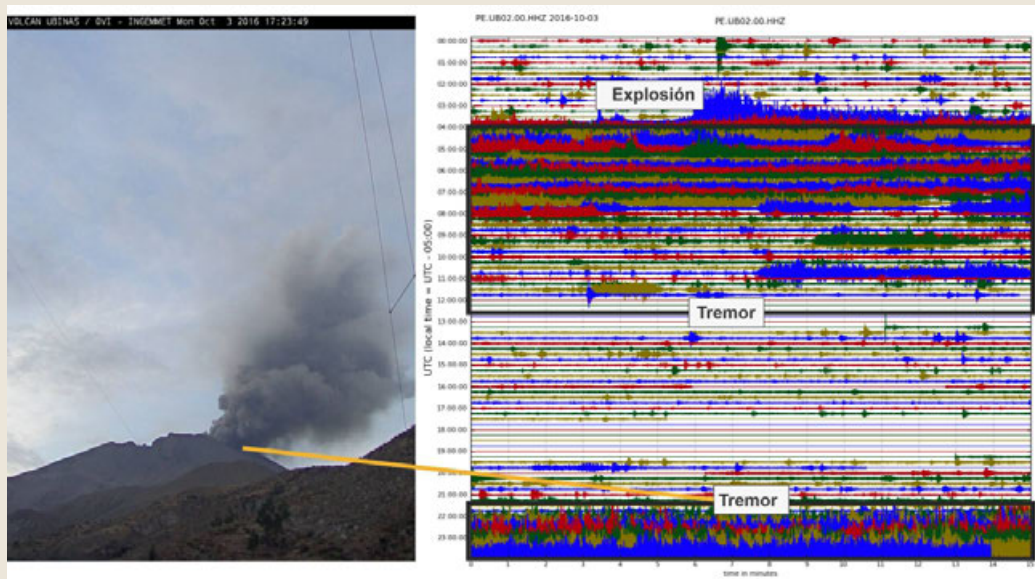 VOLCAN UBINAS / OVI - INGEMMET Mon Oct 3 2016 17:23:49
PE.UB02.00.HHZ 2016-10-03
PE.UB02.00.HHZ
UTC (local time = UTC - 05:00)
00:00:00
01:00:00
02:00:00
03:00:00
04:00:00
05:00:00
06:00:00
07:00:00
08:00:00
09:00:00
10:00:00
11:00:00
12:00:00
13:00:00
14:00:00
15:00:00
16:00:00
17:00:00
18:00:00
19:00:00
20:00:00
21:00:00
22:00:00
23:00:00
Explosión
Tremor
Tremor
0 1 2 3 4 5 6 7 8 9 10 11 12 13 14 15
time in minutes